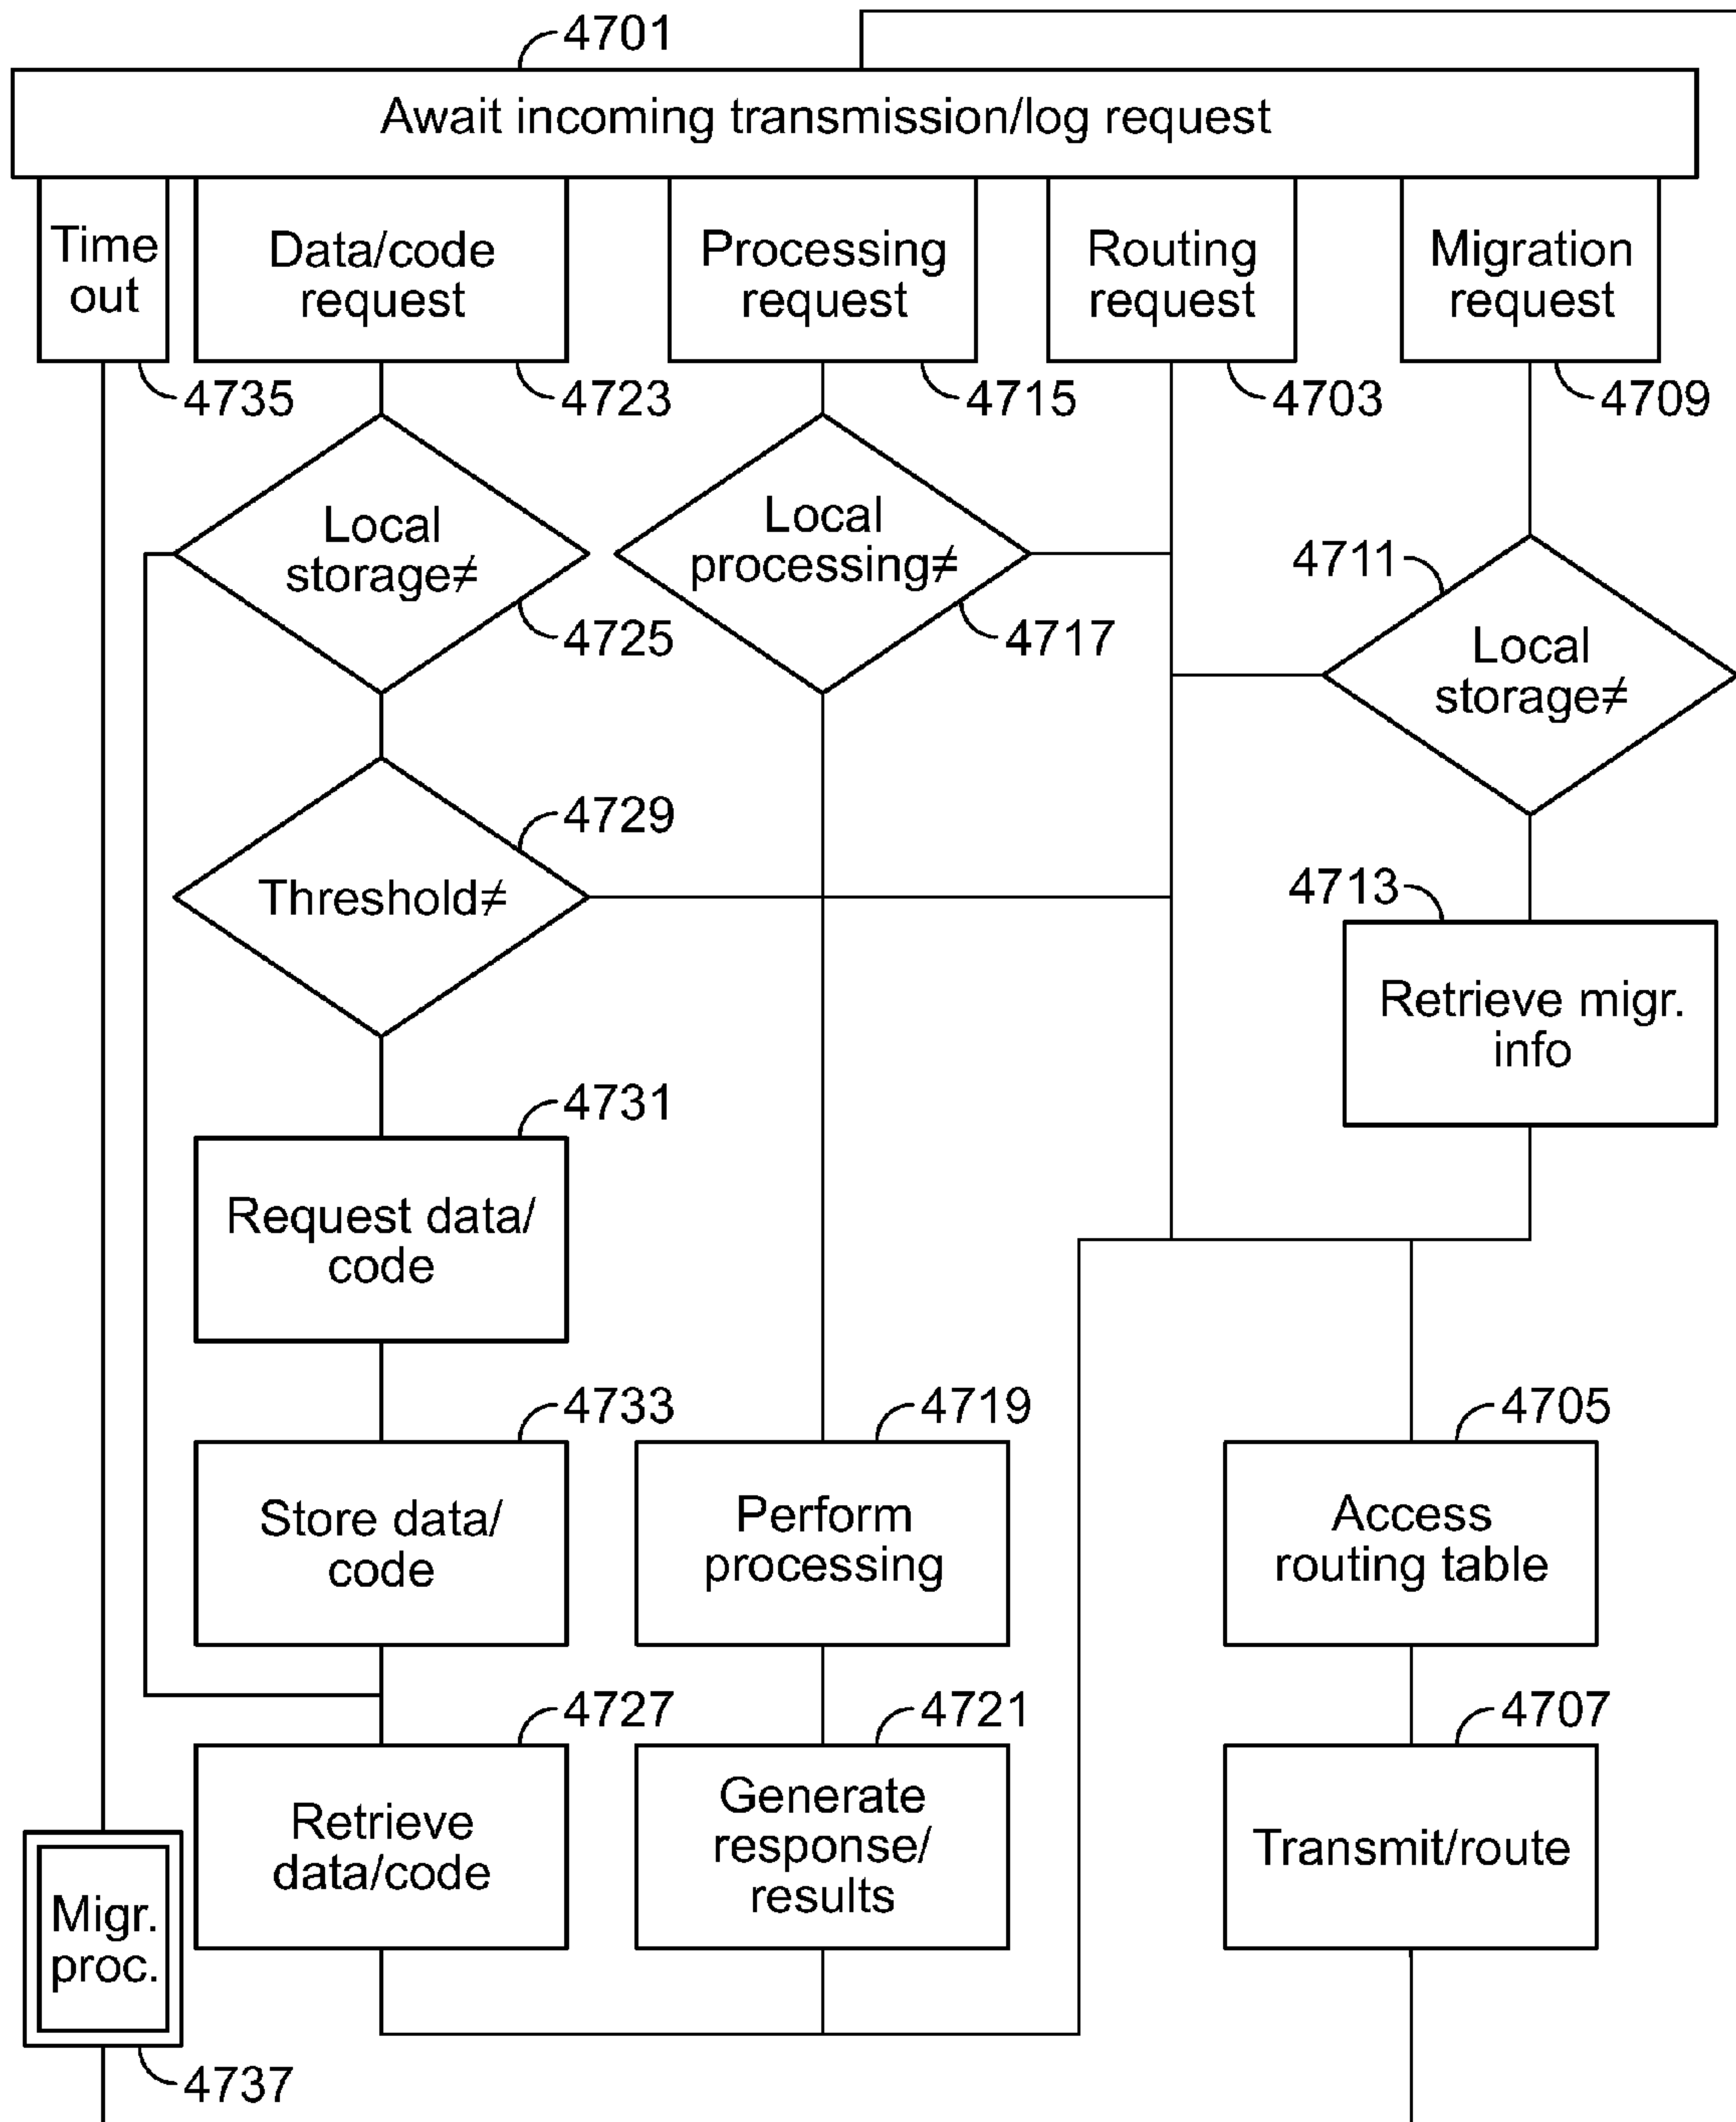 4701
Await incoming transmission/log request
Time
out
Data/code
request
Processing
request
Routing
request
Migration
request
4735
4723
4715
4703
4709
Local
storage≠
4725
Local
processing≠
4717
4711
Local
storage≠
4729
Threshold≠
4713
Retrieve migr.
info
4731
Request data/
code
4733
Store data/
code
4719
Perform
processing
4705
Access
routing table
4727
Retrieve
data/code
4721
Generate
response/
results
4707
Transmit/route
Migr.
proc.
4737